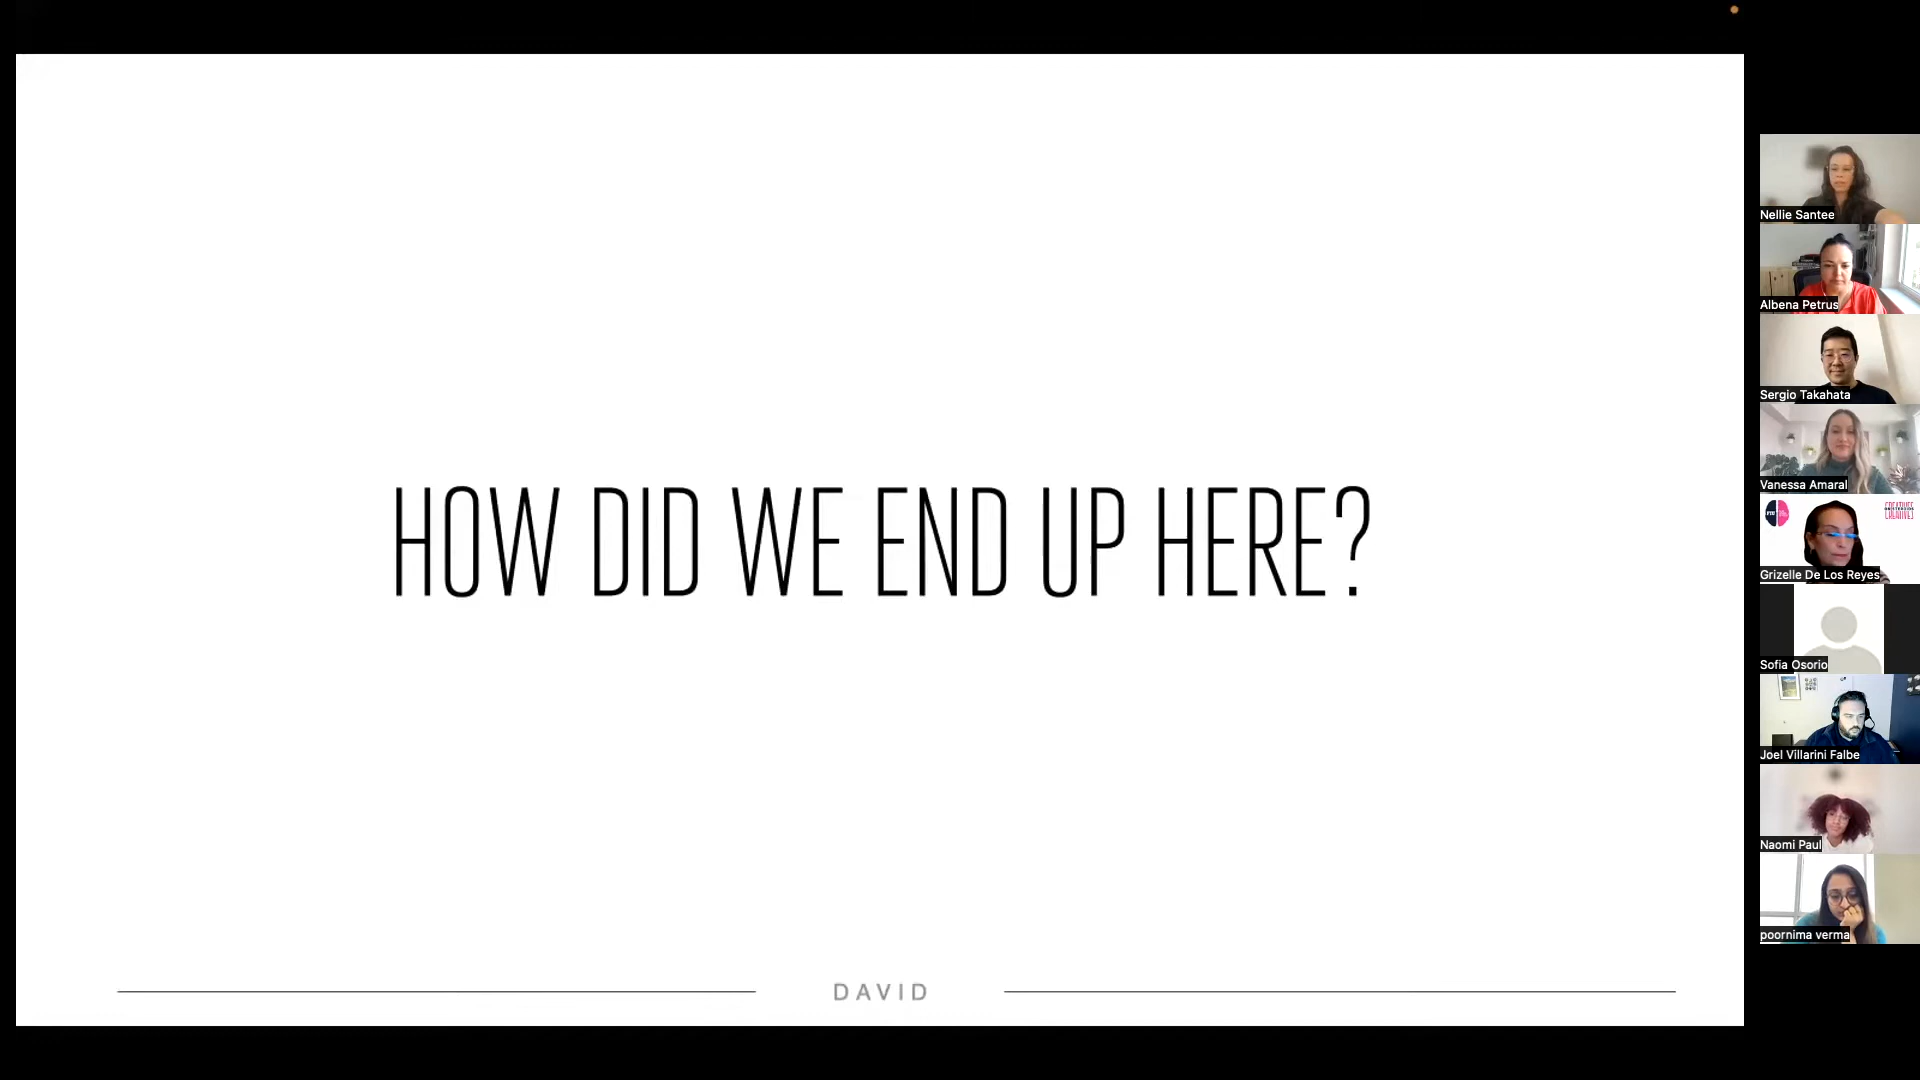 HOW DID WE END UP HERE?
DAVID
Nellie Santee
Albena Petrus
Sergio Takahata
Vanessa Amaral
Grizelle De Los Reyes
Sofia Osorio
Joel Villarini Falbe
Naomi Paul
poornima verma